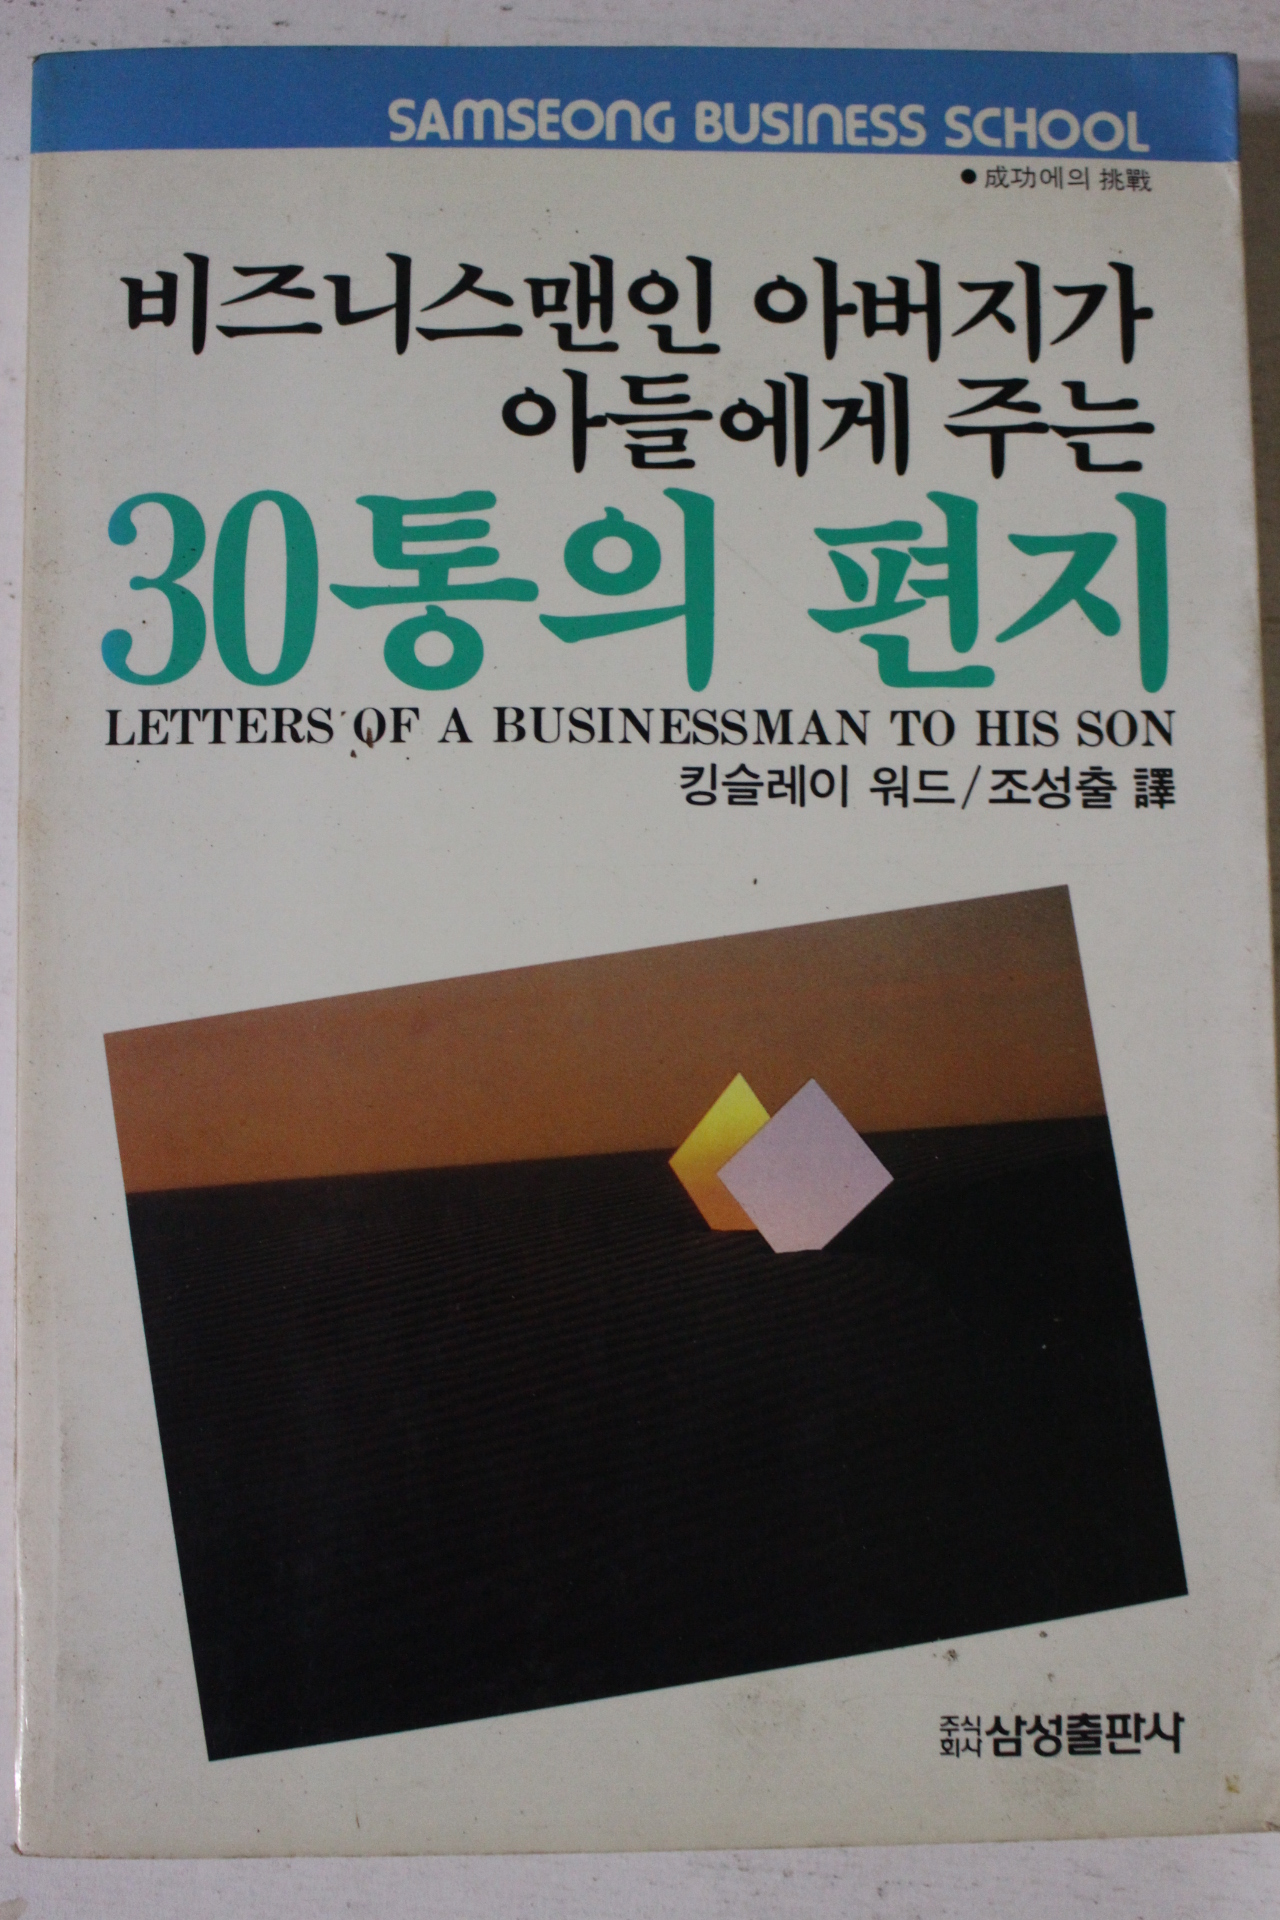 SAMSEONG BUSINESS SCHOOL
● 成功에의 挑戰
비즈니스맨인 아버지가
아들에게 주는
30통의 편지
LETTERS OF A BUSINESSMAN TO HIS SON
킹슬레이 워드/조성출 譯
주식회사 삼성출판사